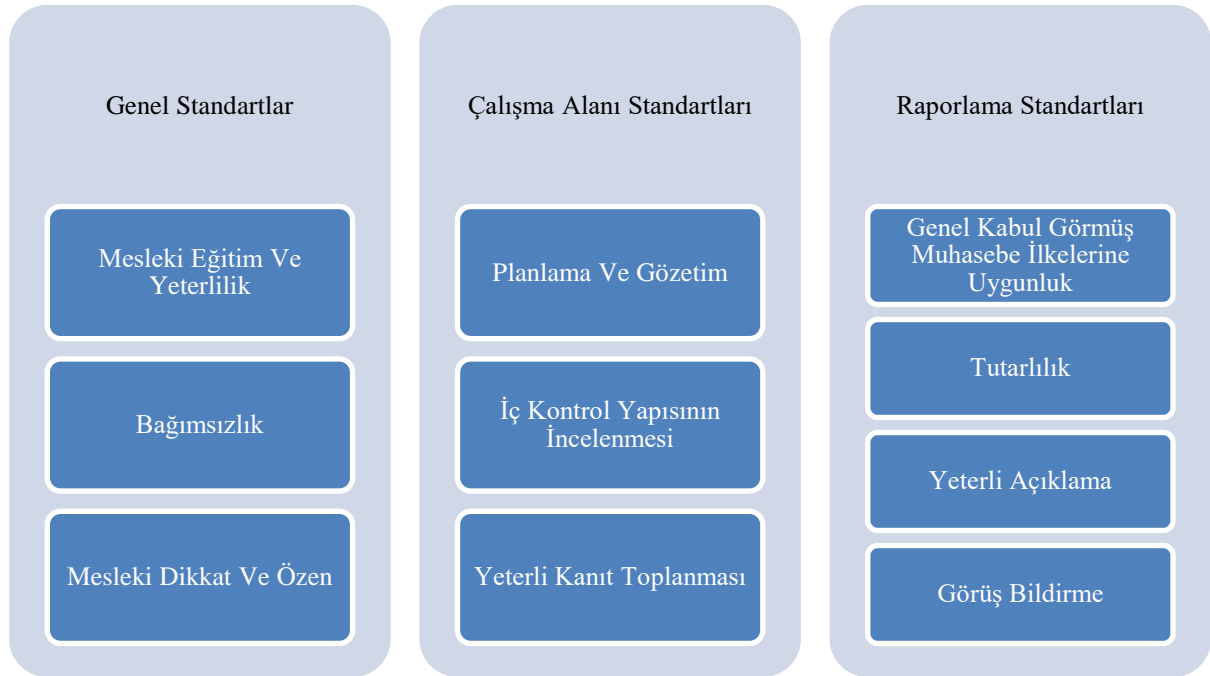 Genel Standartlar
Mesleki Eğitim Ve
Yeterlilik
Bağımsızlık
Mesleki Dikkat Ve Özen
Çalışma Alanı Standartları
Planlama Ve Gözetim
İç Kontrol Yapısının
İncelenmesi
Yeterli Kanıt Toplanması
Raporlama Standartları
Genel Kabul Görmüş
Muhasebe İlkelerine
Uygunluk
Tutarlılık
Yeterli Açıklama
Görüş Bildirme